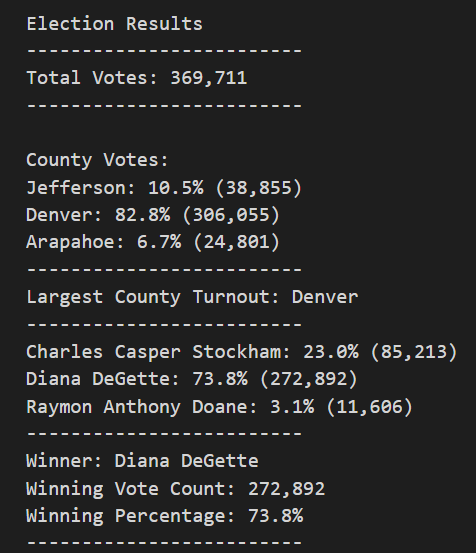 Election Results
-------------------------
Total Votes: 369,711
-------------------------
County Votes:
Jefferson: 10.5% (38,855)
Denver: 82.8% (306,055)
Arapahoe: 6.7% (24,801)
-------------------------
Largest County Turnout: Denver
-------------------------
Charles Casper Stockham: 23.0% (85,213)
Diana DeGette: 73.8% (272,892)
Raymon Anthony Doane: 3.1% (11,606)
-------------------------
Winner: Diana DeGette
Winning Vote Count: 272,892
Winning Percentage: 73.8%
-------------------------